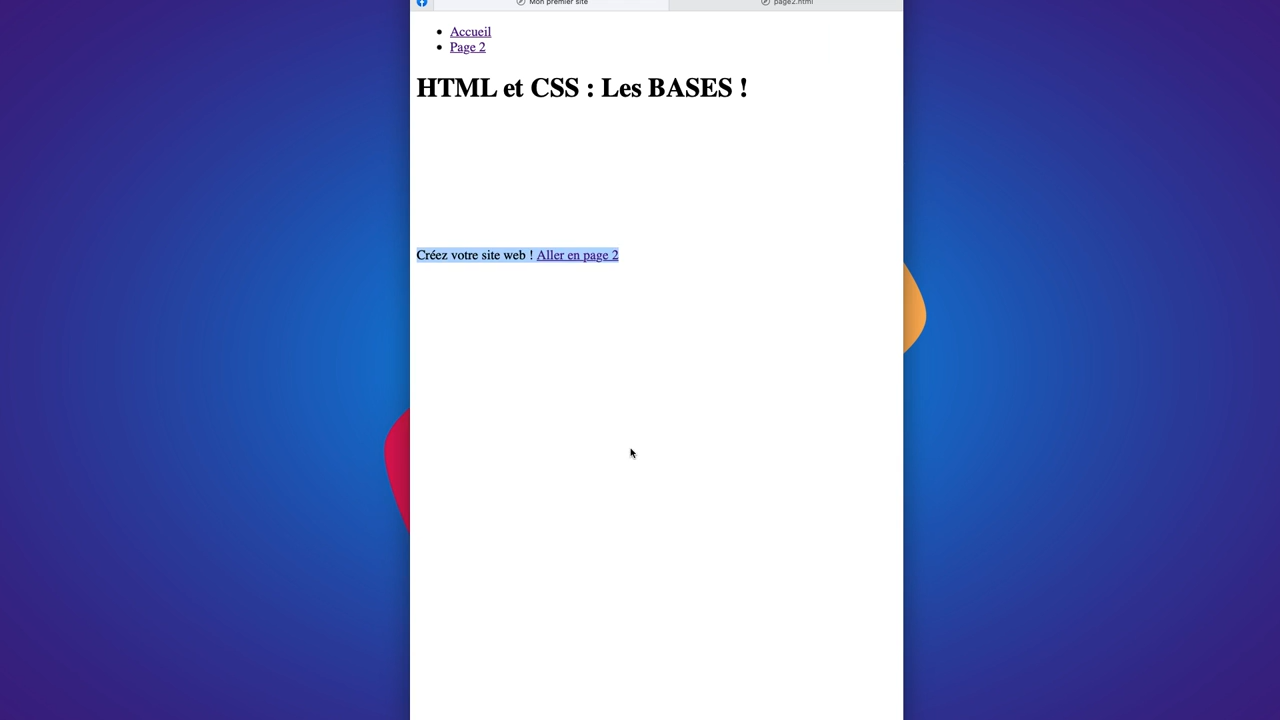 Mon premier site
page2.html
Accueil
Page 2
HTML et CSS : Les BASES !
Créez votre site web ! Aller en page 2